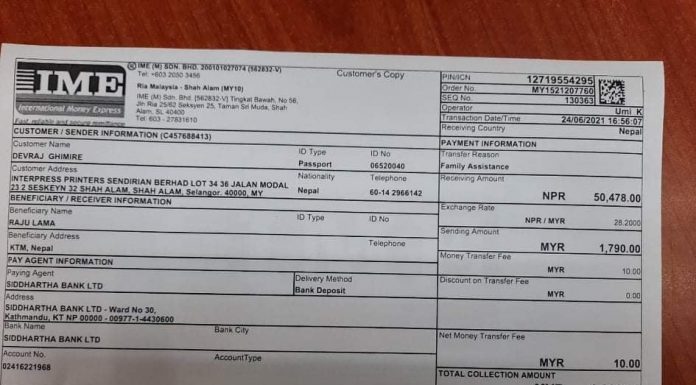 IME
International Money Express
Fast, reliable and secure remittance
IME (M) SDN. BHD. 200101027074 (562832-V)
Tel: +603 2050 3456
Customer's Copy
Ria Malaysia - Shah Alam (MY10)
IME (M) Sdn. Bhd. (562832-V) Tingkat Bawah, No 56,
Jln Ria 25/62 Seksyen 25, Taman Sri Muda, Shah
Alam, SL 40400
Tel: 603 - 27831610
PIN/ICN 12719554295
Order No. MY1521207760
SEQ No. 130363
Operator Umi K
Transaction Date/Time 24/06/2021 16:56:07
Receiving Country Nepal
CUSTOMER / SENDER INFORMATION (C457688413)
Customer Name ID Type ID No
DEVRAJ GHIMIRE Passport 06520040
Customer Address Nationality Telephone
INTERPRESS PRINTERS SENDIRIAN BERHAD LOT 34 36 JALAN MODAL Nepal 60-14 2966142
23 2 SESKEYN 32 SHAH ALAM, SHAH ALAM, Selangor. 40000, MY
BENEFICIARY / RECEIVER INFORMATION
Beneficiary Name ID Type ID No
RAJU LAMA
Beneficiary Address Telephone
KTM, Nepal
PAY AGENT INFORMATION
Paying Agent Delivery Method
SIDDHARTHA BANK LTD Bank Deposit
Address
SIDDHARTHA BANK LTD - Ward No 30,
Kathmandu, KT NP 00000 - 00977-1-4430600
Bank Name Bank City
SIDDHARTHA BANK LTD
Account No. AccountType
02416221968
PAYMENT INFORMATION
Transfer Reason
Family Assistance
Receiving Amount
NPR 50,478.00
Exchange Rate
NPR / MYR 28.2000
Sending Amount
MYR 1,790.00
Money Transfer Fee
MYR 10.00
Discount on Transfer Fee
MYR 0.00
Net Money Transfer Fee
MYR 10.00
TOTAL COLLECTION AMOUNT